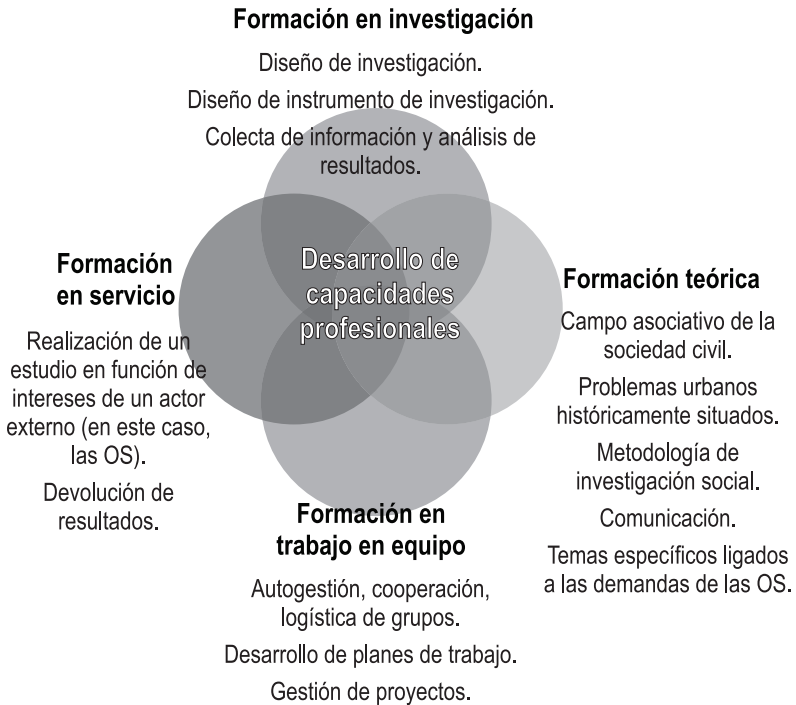 Formación en investigación
Diseño de investigación.
Diseño de instrumento de investigación.
Colecta de información y análisis de
resultados.
Desarrollo de
capacidades
profesionales
Formación
en servicio
Realización de un
estudio en función de
intereses de un actor
externo (en este caso,
las OS).
Devolución de
resultados.
Formación teórica
Campo asociativo de la
sociedad civil.
Problemas urbanos
históricamente situados.
Metodología de
investigación social.
Comunicación.
Temas específicos ligados
a las demandas de las OS.
Formación en
trabajo en equipo
Autogestión, cooperación,
logística de grupos.
Desarrollo de planes de trabajo.
Gestión de proyectos.